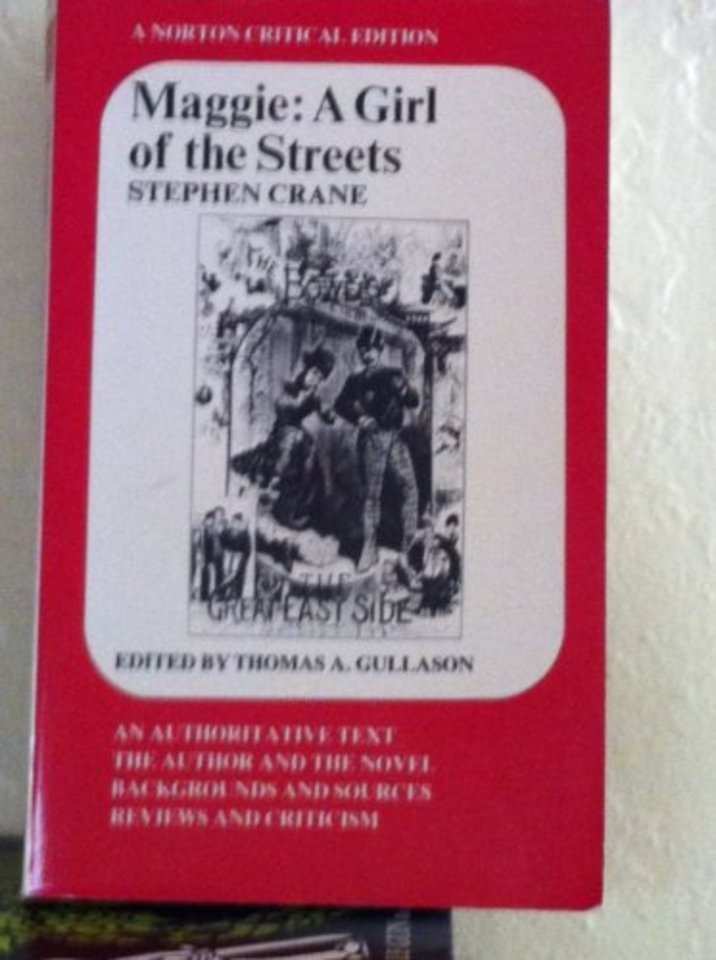 A NORTON CRITICAL EDITION
Maggie: A Girl
of the Streets
STEPHEN CRANE
THE
BOWERY
BY THE
GREAT EAST SIDE
EDITED BY THOMAS A. GULLASON
AN AUTHORITATIVE TEXT
THE AUTHOR AND THE NOVEL
BACKGROUNDS AND SOURCES
REVIEWS AND CRITICISM